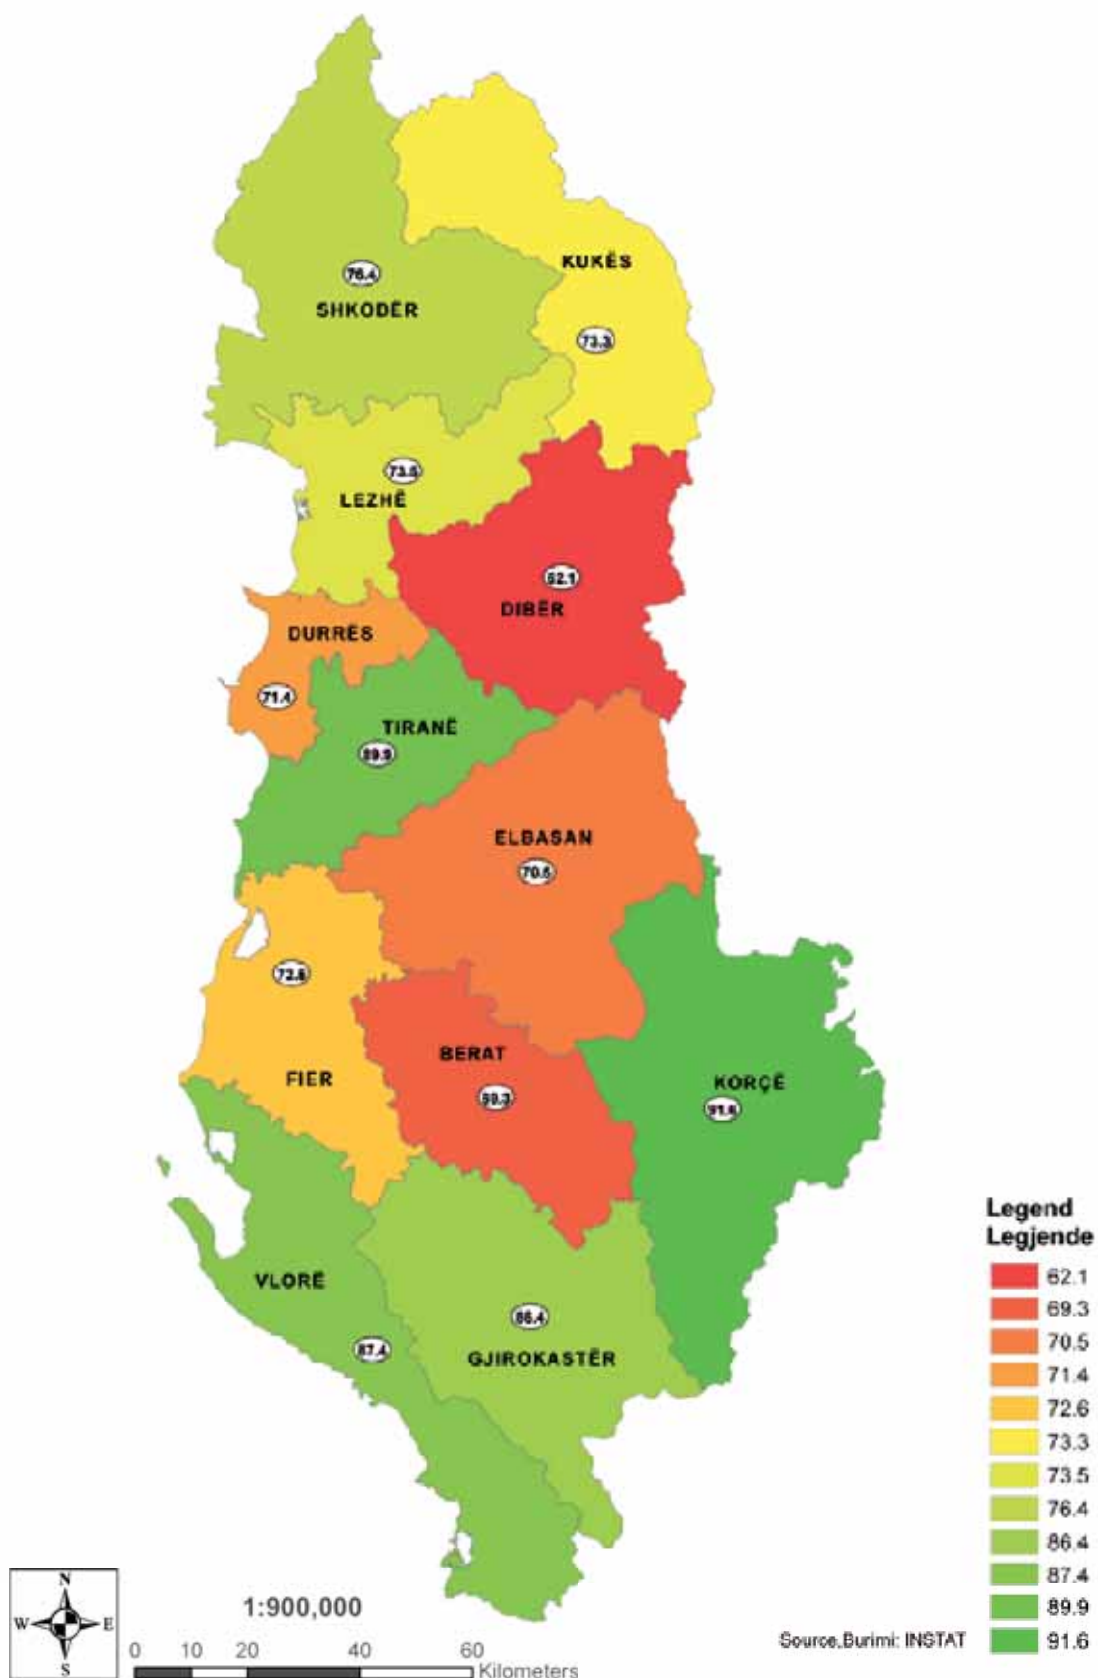 KUKËS
76.4
SHKODËR
73.3
73.5
LEZHË
62.1
DIBËR
DURRËS
71.4
TIRANË
89.9
ELBASAN
70.5
72.6
BERAT
FIER
69.3
KORÇË
91.6
VLORË
86.4
87.4
GJIROKASTËR
Legend
Legjende
62.1
69.3
70.5
71.4
72.6
73.3
73.5
76.4
86.4
87.4
89.9
91.6
N
W E
S
1:900,000
0 10 20 40 60
Kilometers
Source,Burimi: INSTAT